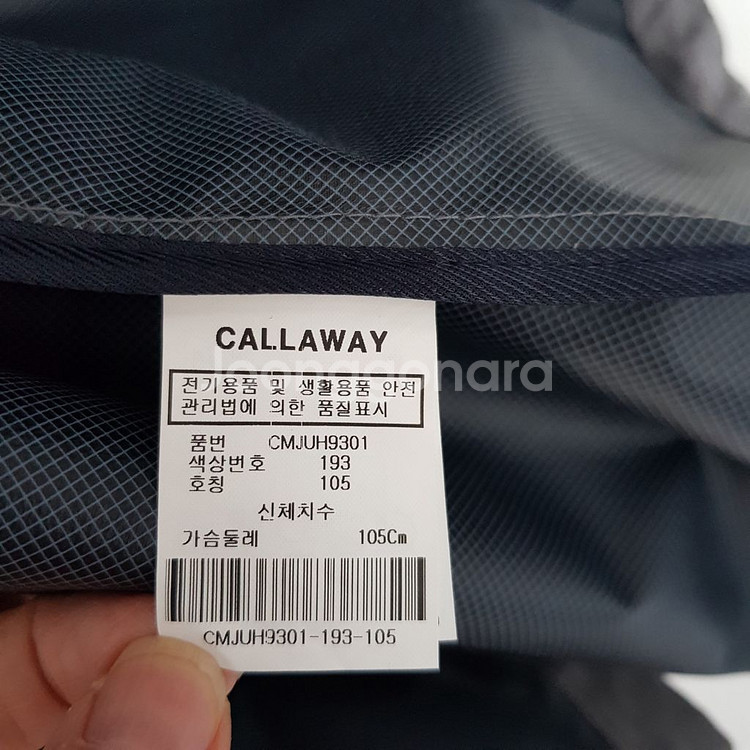 CALLAWAY
joonggonara
전기용품 및 생활용품 안전
관리법에 의한 품질표시
품번 CMJUH9301
색상번호 193
호칭 105
신체치수
가슴둘레 105Cm
CMJUH9301-193-105